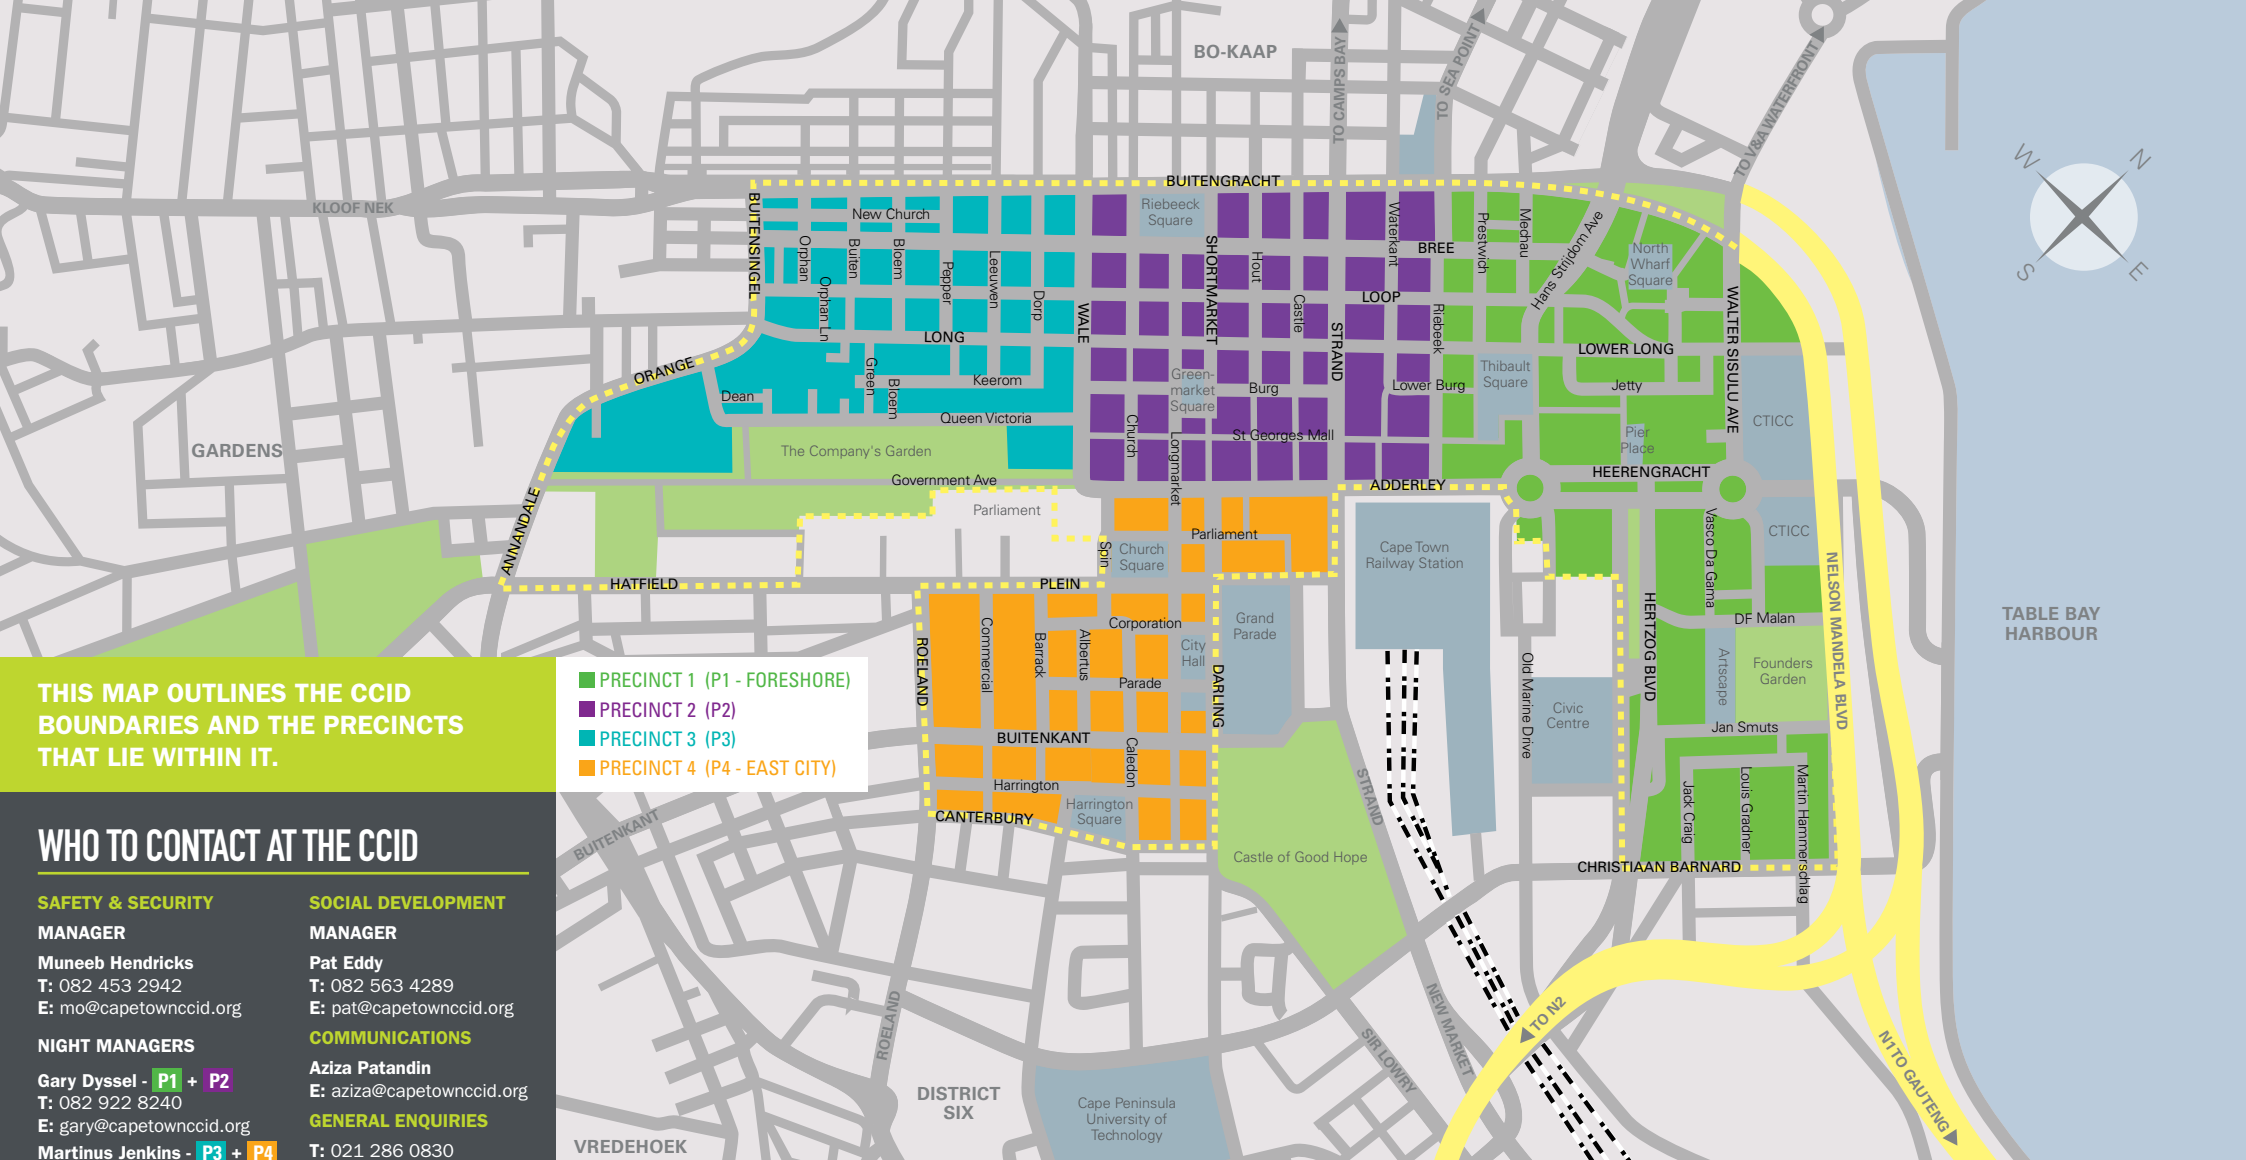 BO-KAAP
TO CAMPS BAY
TO SEA POINT
TO V&A WATERFRONT
W
N
S
E
KLOOF NEK
BUITENGRACHT
BUITENSINGEL
New Church
Riebeeck
Square
Orphan
Buiten
Bloem
Pepper
Leeuwen
Dorp
Orphan Ln
WALE
SHORTMARKET
Hout
Castle
STRAND
Waterkant
BREE
LOOP
Riebeek
Prestwich
Mechau
Hans Strijdom Ave
North
Wharf
Square
WALTER SISULU AVE
LONG
LOWER LONG
ORANGE
Dean
Green
Bloem
Keerom
Green-
market
Square
Burg
Lower Burg
Thibault
Square
Jetty
Queen Victoria
Church
Longmarket
St Georges Mall
Pier
Place
CTICC
GARDENS
The Company's Garden
Government Ave
HEERENGRACHT
ADDERLEY
ANNANDALE
Parliament
Parliament
Spin
Church
Square
Cape Town
Railway Station
Vasco Da Gama
CTICC
NELSON MANDELA BLVD
HATFIELD
PLEIN
ROELAND
Commercial
Barrack
Albertus
Corporation
City
Hall
Parade
DARLING
Grand
Parade
HERTZOG BLVD
DF Malan
Artscape
Founders
Garden
TABLE BAY
HARBOUR
Old Marine Drive
Civic
Centre
Jan Smuts
BUITENKANT
Caledon
Harrington
Harrington
Square
CANTERBURY
STRAND
Jack Craig
Louis Gradner
Martin Hammerschlag
Castle of Good Hope
CHRISTIAAN BARNARD
BUITENKANT
ROELAND
NEW MARKET
SIR LOWRY
TO N2
N1 TO GAUTENG
DISTRICT
SIX
Cape Peninsula
University of
Technology
VREDEHOEK
THIS MAP OUTLINES THE CCID
BOUNDARIES AND THE PRECINCTS
THAT LIE WITHIN IT.
PRECINCT 1 (P1 - FORESHORE)
PRECINCT 2 (P2)
PRECINCT 3 (P3)
PRECINCT 4 (P4 - EAST CITY)
WHO TO CONTACT AT THE CCID
SAFETY & SECURITY
MANAGER
Muneeb Hendricks
T: 082 453 2942
E: mo@capetownccid.org
NIGHT MANAGERS
Gary Dyssel - P1 + P2
T: 082 922 8240
E: gary@capetownccid.org
Martinus Jenkins - P3 + P4
SOCIAL DEVELOPMENT
MANAGER
Pat Eddy
T: 082 563 4289
E: pat@capetownccid.org
COMMUNICATIONS
Aziza Patandin
E: aziza@capetownccid.org
GENERAL ENQUIRIES
T: 021 286 0830